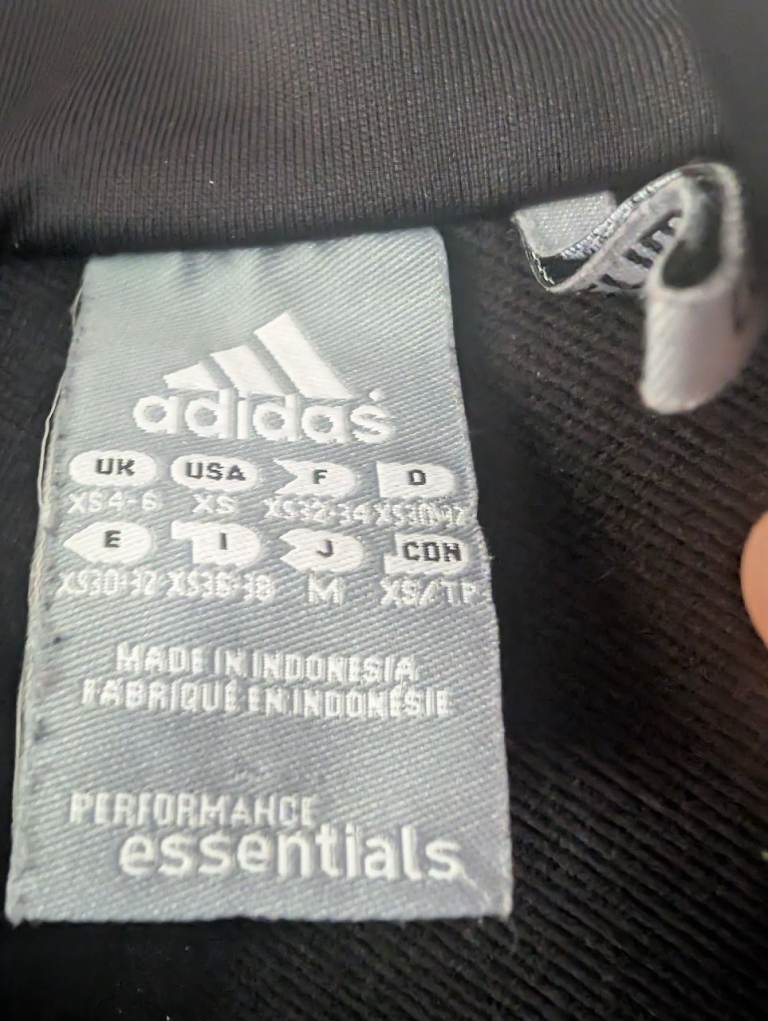 adidas
UK USA F D
XS4-6 XS XS32-34 XS30-32
E I J CDN
XS30-32 XS36-38 M XS/TP
MADE IN INDONESIA
FABRIQUÉ EN INDONÉSIE
PERFORMANCE
essentials